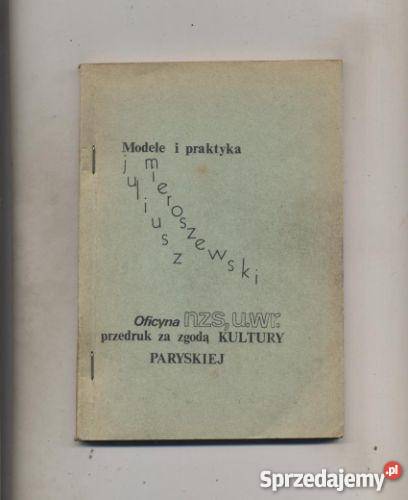 Modele i praktyka
juliusz
mieroszewski
Oficyna nzs, u.wr.
przedruk za zgodą KULTURY
PARYSKIEJ
Sprzedajemy.pl